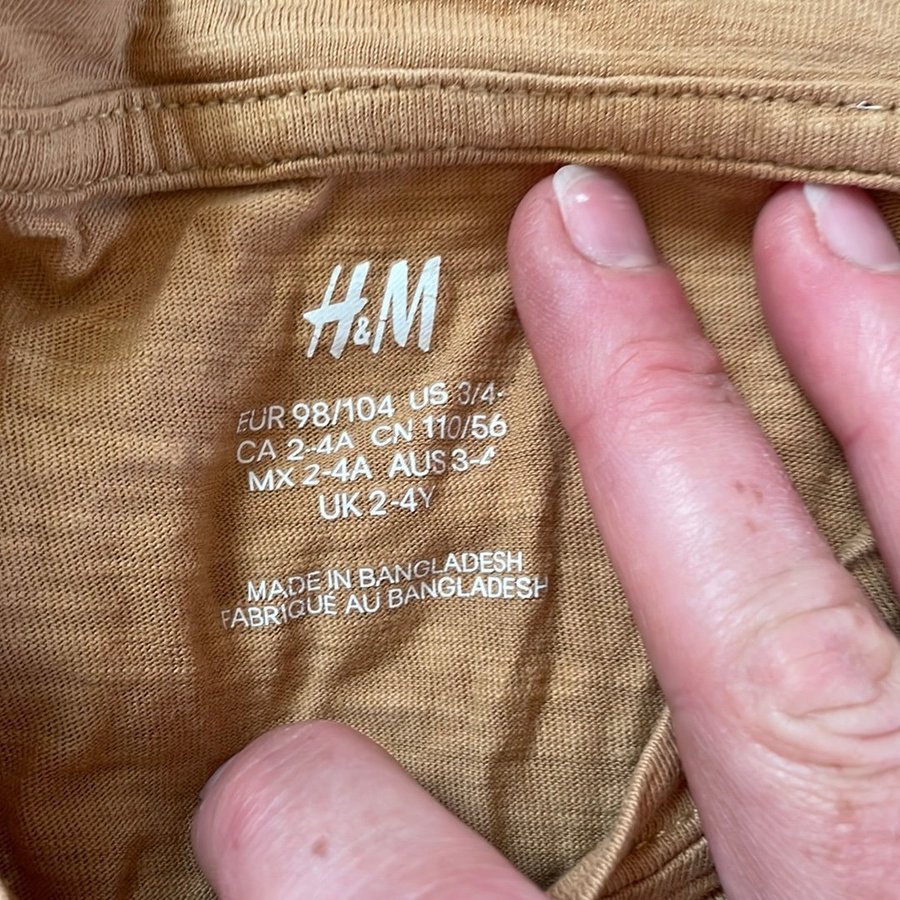 H&M
EUR 98/104 US 3/4-
CA 2-4A CN 110/56
MX 2-4A AUS 3-4
UK 2-4Y
MADE IN BANGLADESH
FABRIQUÉ AU BANGLADESH